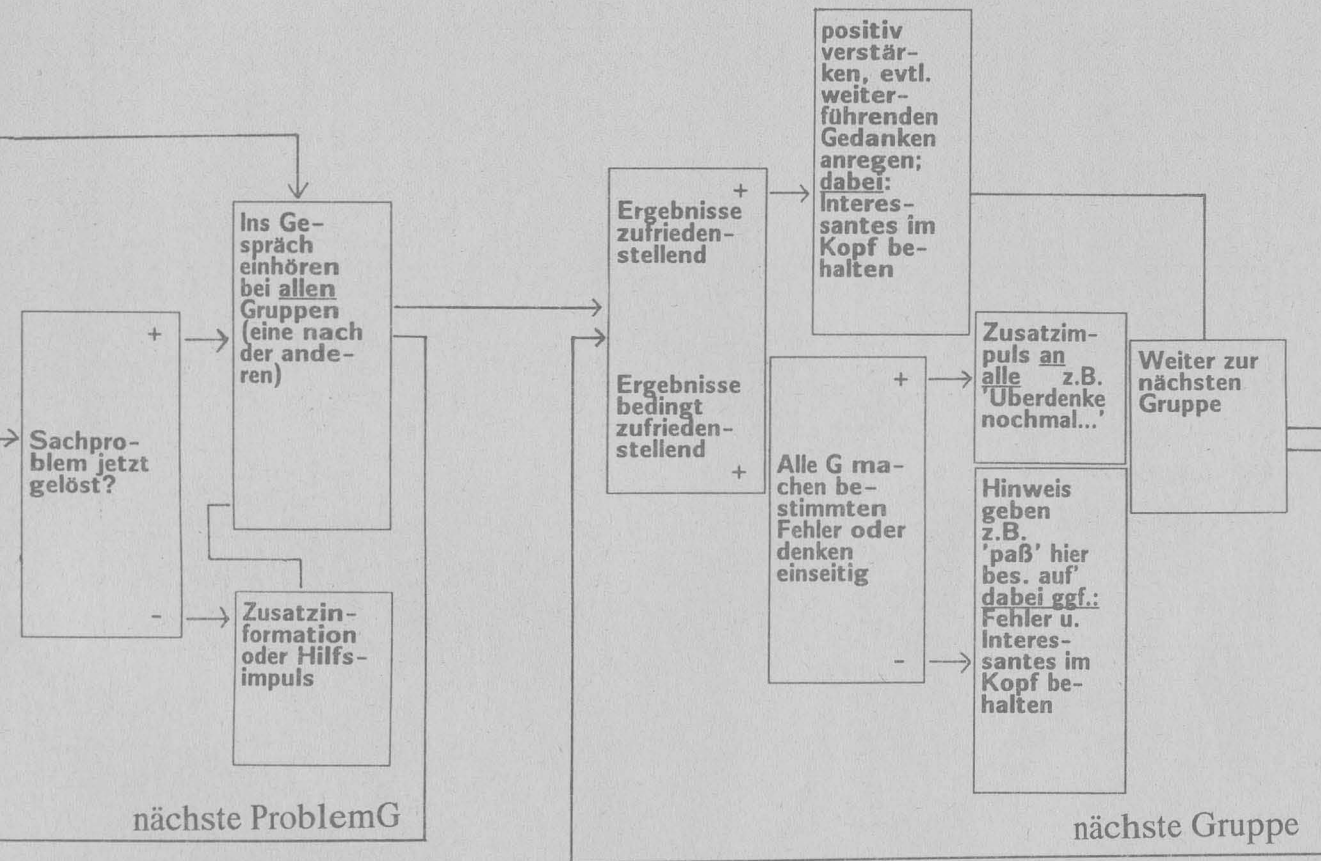 Sachpro-
blem jetzt
gelöst?
+
-
Ins Ge-
spräch
einhören
bei allen
Gruppen
(eine nach
der ande-
ren)
Zusatzin-
formation
oder Hilfs-
impuls
nächste ProblemG
+
Ergebnisse
zufrieden-
stellend
Ergebnisse
bedingt
zufrieden-
stellend
+
positiv
verstär-
ken, evtl.
weiter-
führenden
Gedanken
anregen;
dabei:
Interes-
santes im
Kopf be-
halten
+
Alle G ma-
chen be-
stimmten
Fehler oder
denken
einseitig
-
Zusatzim-
puls an
alle z.B.
'Überdenke
nochmal...'
Hinweis
geben
z.B.
'paß' hier
bes. auf'
dabei ggf.:
Fehler u.
Interes-
santes im
Kopf be-
halten
Weiter zur
nächsten
Gruppe
nächste Gruppe